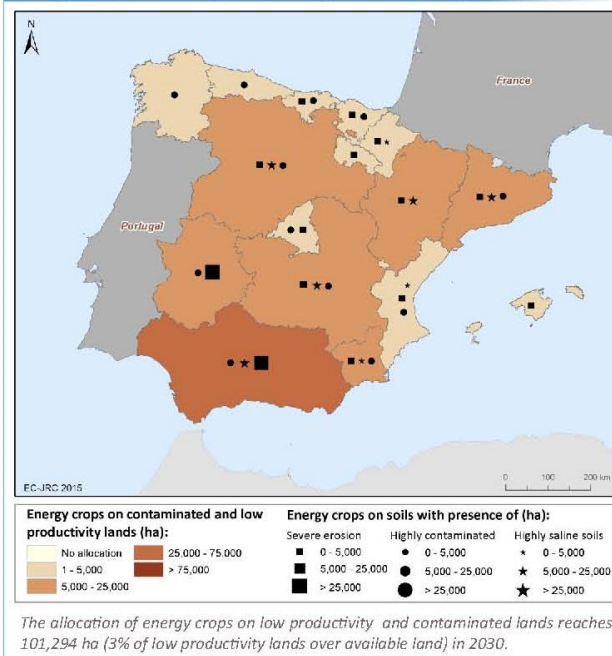 N
France
Portugal
EC-JRC 2015
0 100 200 km
Energy crops on contaminated and low
productivity lands (ha):
No allocation
1 - 5,000
5,000 - 25,000
25,000 - 75,000
> 75,000
Energy crops on soils with presence of (ha):
Severe erosion
0 - 5,000
5,000 - 25,000
> 25,000
Highly contaminated
0 - 5,000
5,000 - 25,000
> 25,000
Highly saline soils
0 - 5,000
5,000 - 25,000
> 25,000
The allocation of energy crops on low productivity and contaminated lands reaches
101,294 ha (3% of low productivity lands over available land) in 2030.